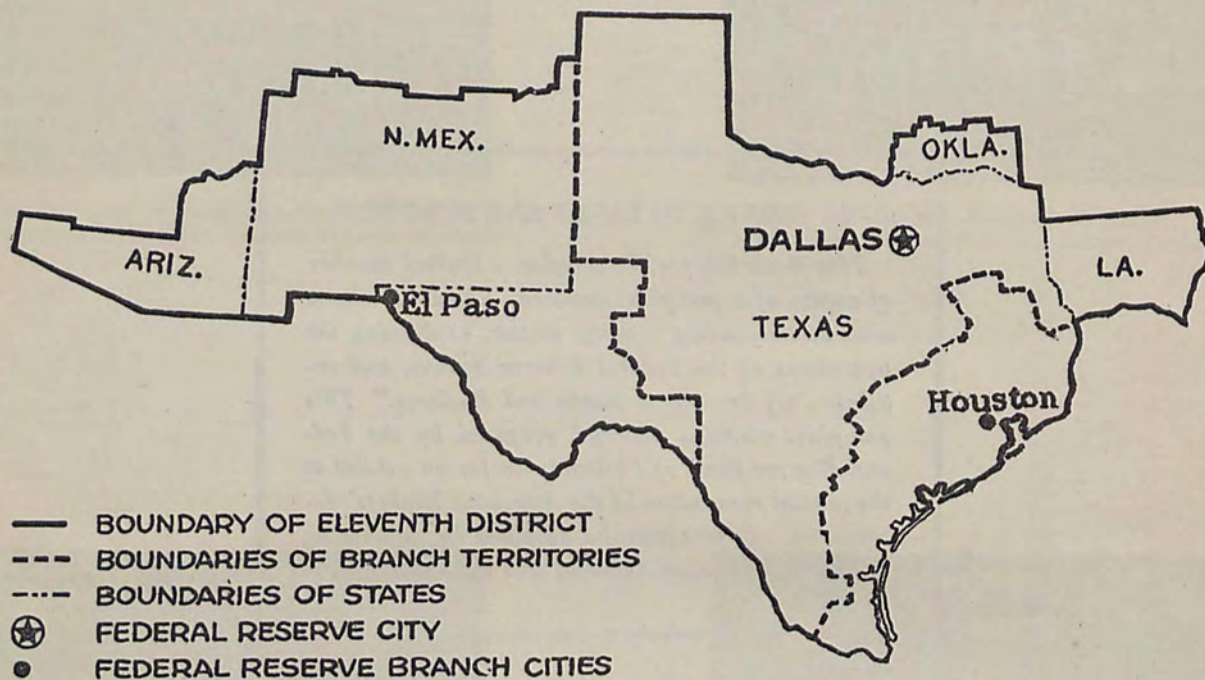 N. MEX.
OKLA.
DALLAS
ARIZ.
LA.
El Paso
TEXAS
Houston
BOUNDARY OF ELEVENTH DISTRICT
BOUNDARIES OF BRANCH TERRITORIES
BOUNDARIES OF STATES
FEDERAL RESERVE CITY
FEDERAL RESERVE BRANCH CITIES